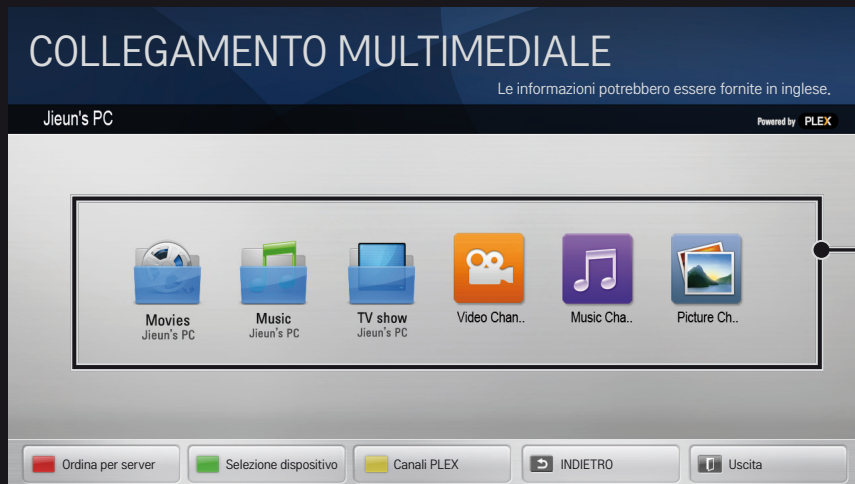 COLLEGAMENTO MULTIMEDIALE
Le informazioni potrebbero essere fornite in inglese.
Jieun's PC
Powered by PLEX
Movies
Jieun's PC
Music
Jieun's PC
TV show
Jieun's PC
Video Chan..
Music Cha..
Picture Ch..
Ordina per server
Selezione dispositivo
Canali PLEX
INDIETRO
Uscita